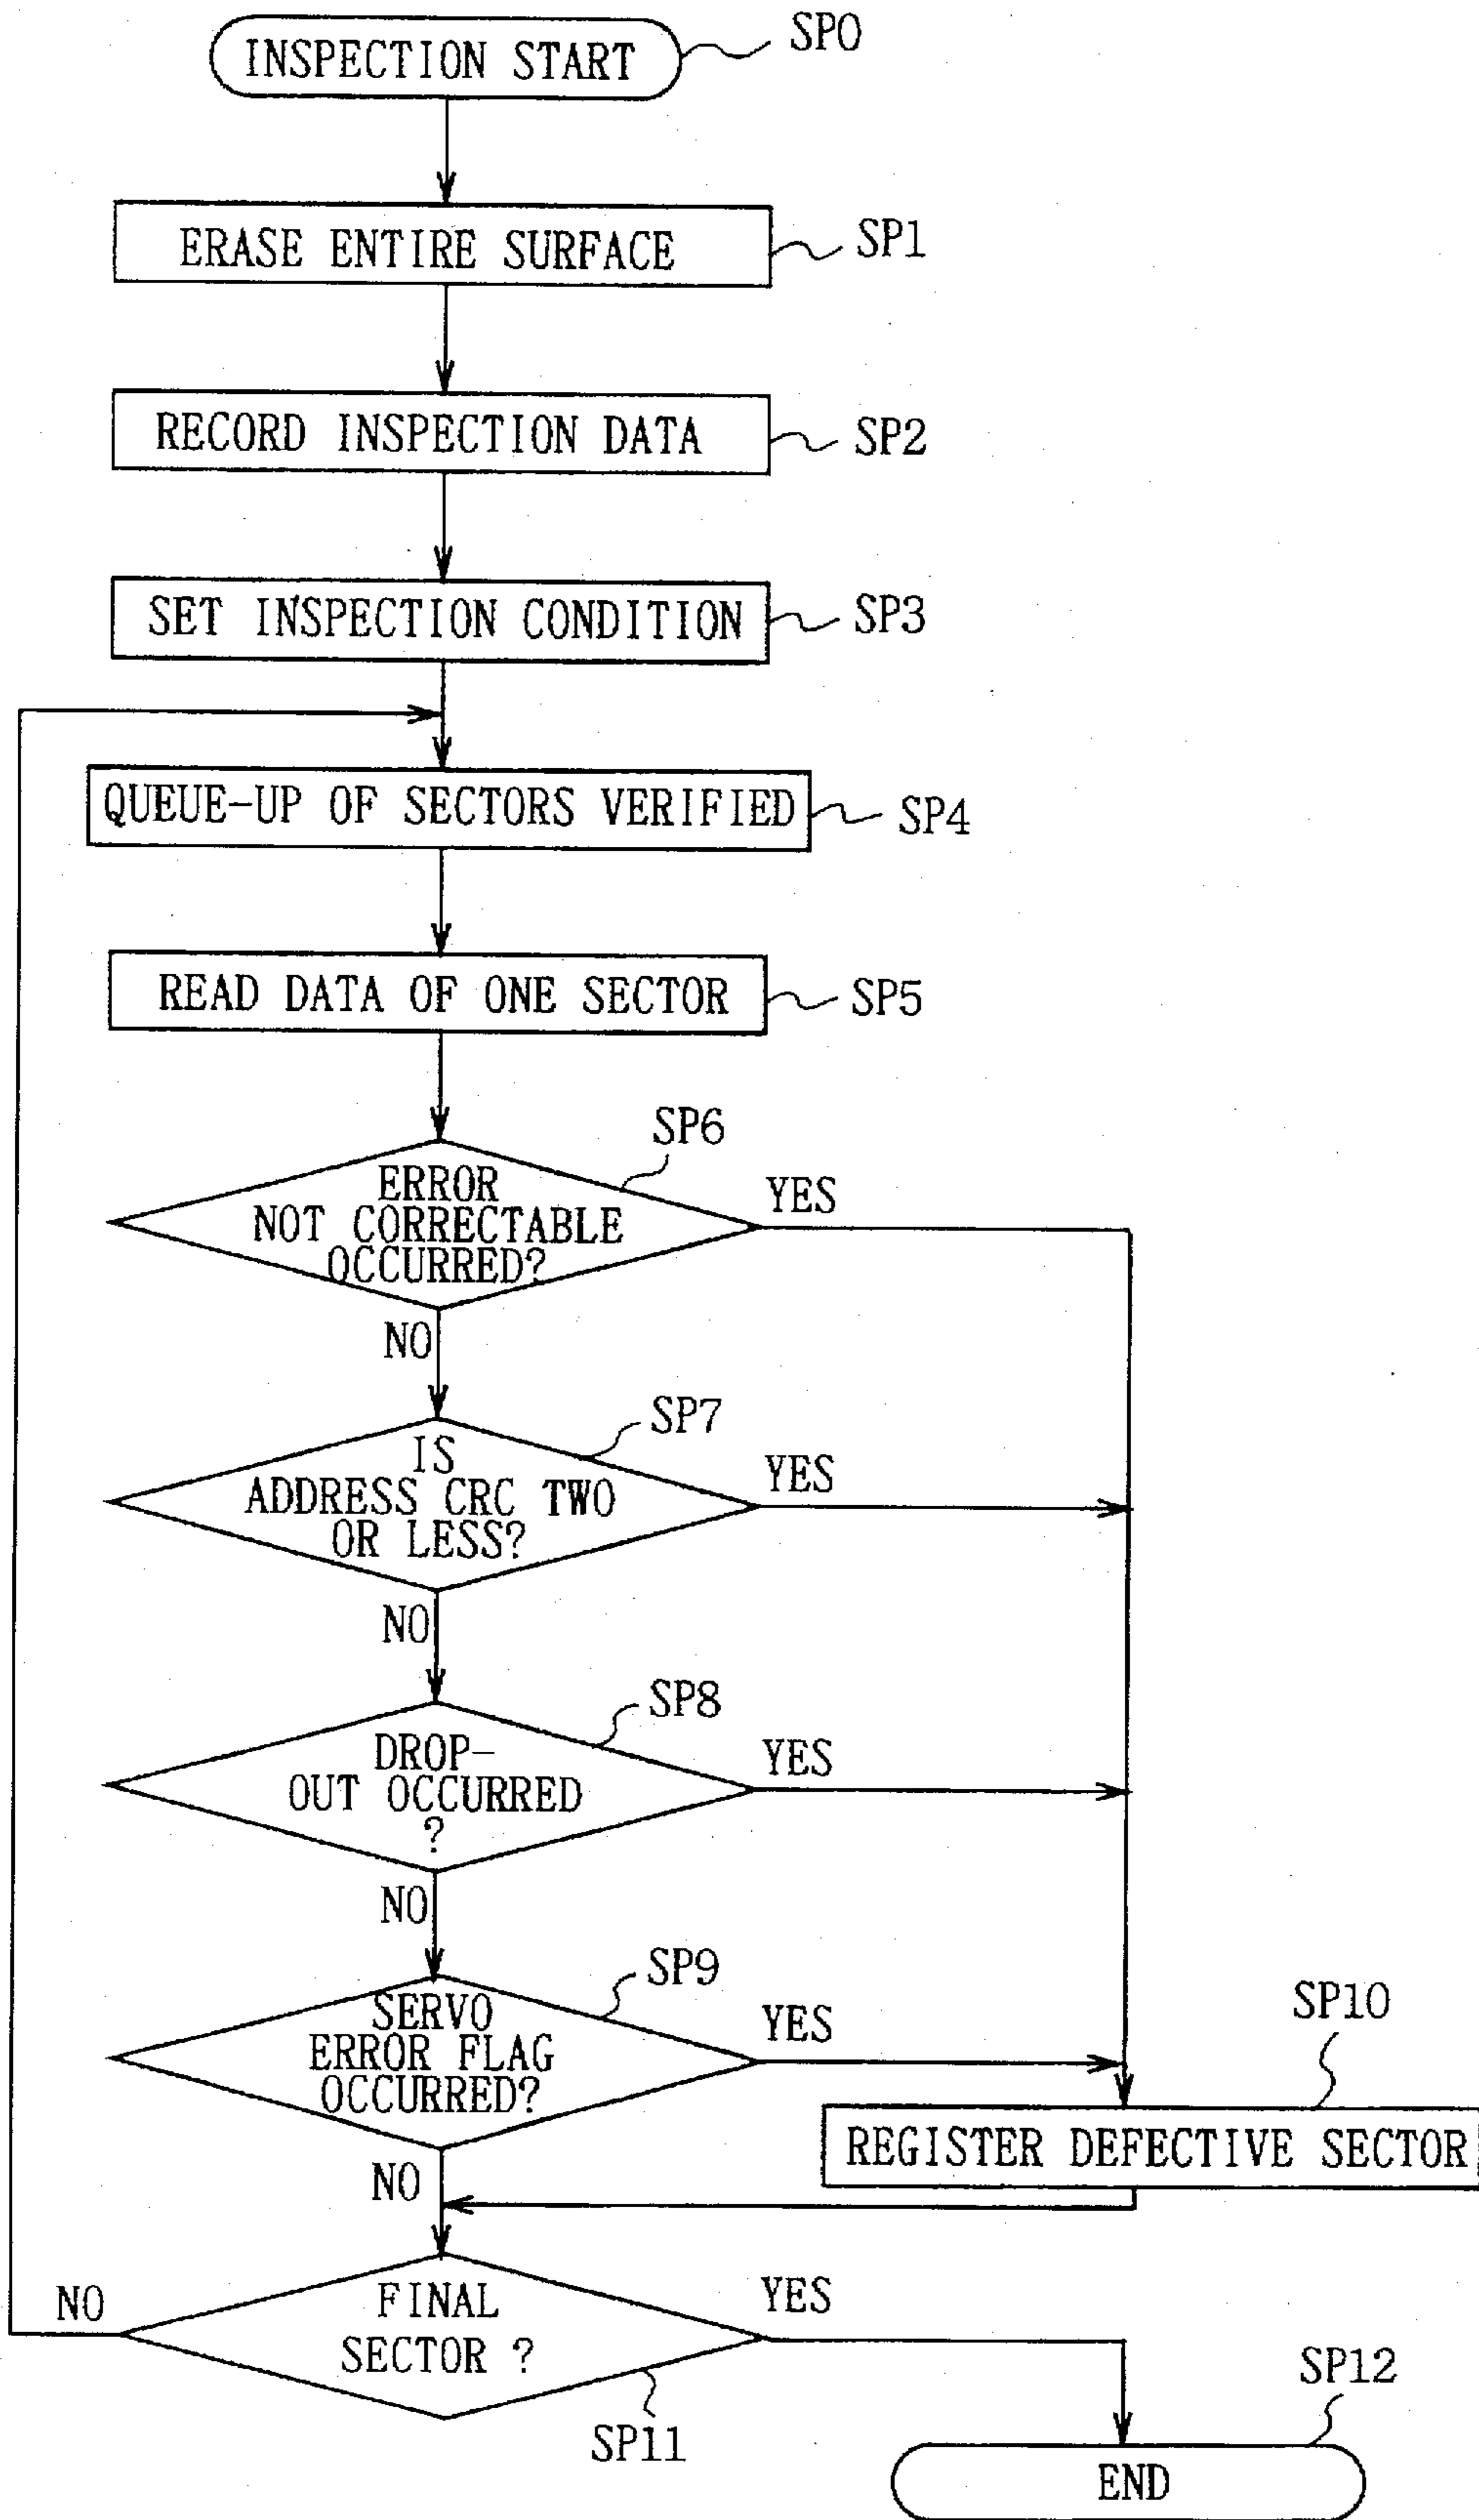 INSPECTION START
SP0
ERASE ENTIRE SURFACE
SP1
RECORD INSPECTION DATA
SP2
SET INSPECTION CONDITION
SP3
QUEUE-UP OF SECTORS VERIFIED
SP4
READ DATA OF ONE SECTOR
SP5
SP6
ERROR
NOT CORRECTABLE
OCCURRED?
YES
NO
SP7
IS
ADDRESS CRC TWO
OR LESS?
YES
NO
SP8
DROP-
OUT OCCURRED
?
YES
NO
SP9
SERVO
ERROR FLAG
OCCURRED?
YES
SP10
REGISTER DEFECTIVE SECTOR
NO
NO
FINAL
SECTOR ?
YES
SP11
SP12
END